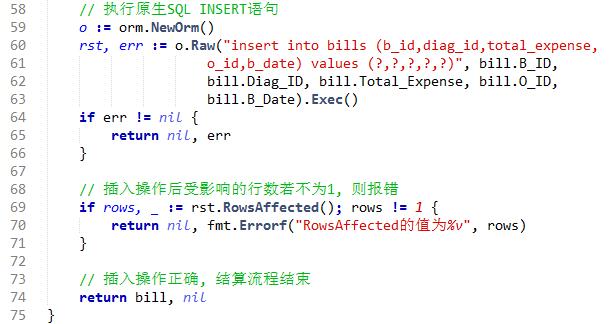 58 // 执行原生SQL INSERT语句
59 o := orm.NewOrm()
60 rst, err := o.Raw("insert into bills (b_id,diag_id,total_expense,
61 o_id,b_date) values (?,?,?,?,?)", bill.B_ID,
62 bill.Diag_ID, bill.Total_Expense, bill.O_ID,
63 bill.B_Date).Exec()
64 if err != nil {
65 return nil, err
66 }
67
68 // 插入操作后受影响的行数若不为1, 则报错
69 if rows, _ := rst.RowsAffected(); rows != 1 {
70 return nil, fmt.Errorf("RowsAffected的值为%v", rows)
71 }
72
73 // 插入操作正确, 结算流程结束
74 return bill, nil
75 }